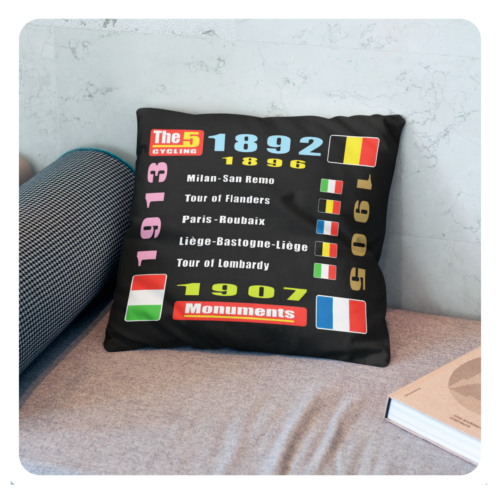 The 5
CYCLING
1892
1896
Milan-San Remo
Tour of Flanders
Paris-Roubaix
Liège-Bastogne-Liège
Tour of Lombardy
1913
1905
1907
Monuments